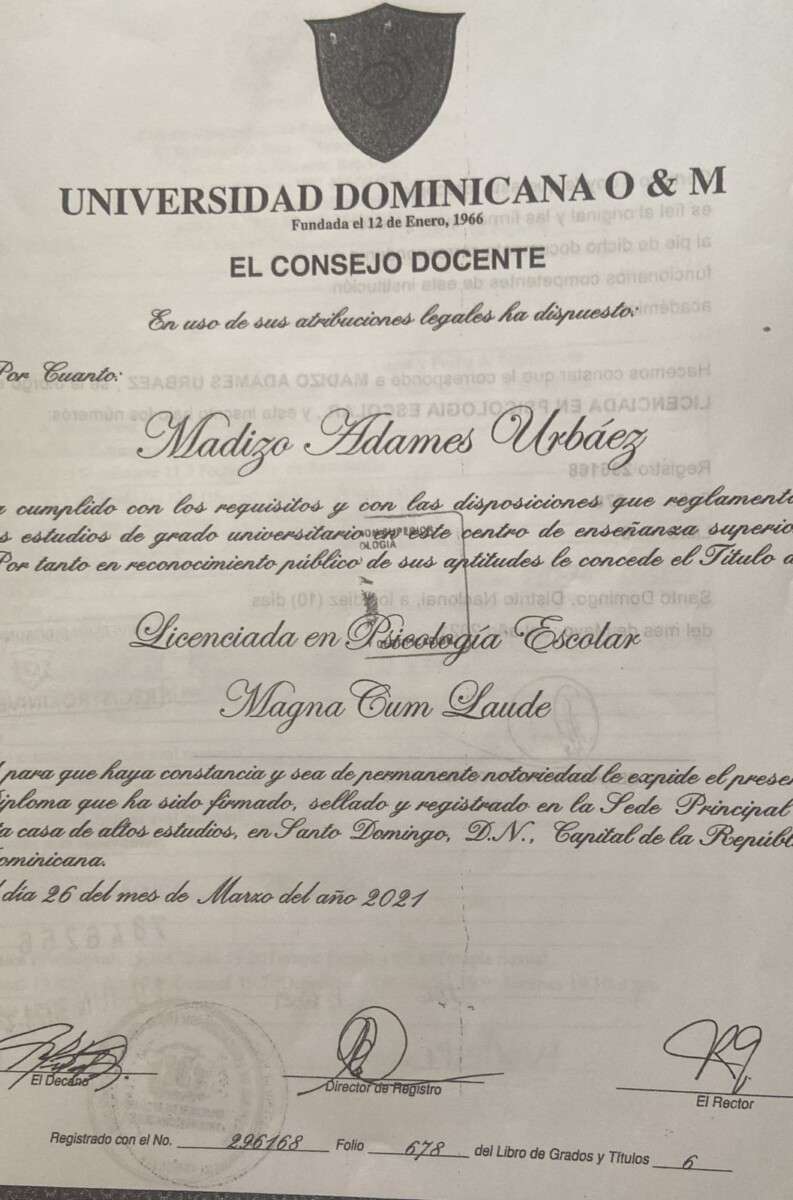 UNIVERSIDAD DOMINICANA O & M
Fundada el 12 de Enero, 1966
EL CONSEJO DOCENTE
En uso de sus atribuciones legales ha dispuesto:
Por Cuanto:
Madizo Adames Urbáez
cumplido con los requisitos y con las disposiciones que reglament
estudios de grado universitario en este centro de enseñanza superio
Por tanto en reconocimiento público de sus aptitudes le concede el Título
OLOGIA
Licenciada en Psicología Escolar
Magna Cum Laude
para que haya constancia y sea de permanente notoriedad le expide el prese
iploma que ha sido firmado, sellado y registrado en la Sede Principal
ta casa de altos estudios, en Santo Domingo, D.N., Capital de la Repúbl
ominicana.
día 26 del mes de Marzo del año 2021
El Decano
Director de Registro
El Rector
Registrado con el No. 296168 Folio 678 del Libro de Grados y Títulos 6